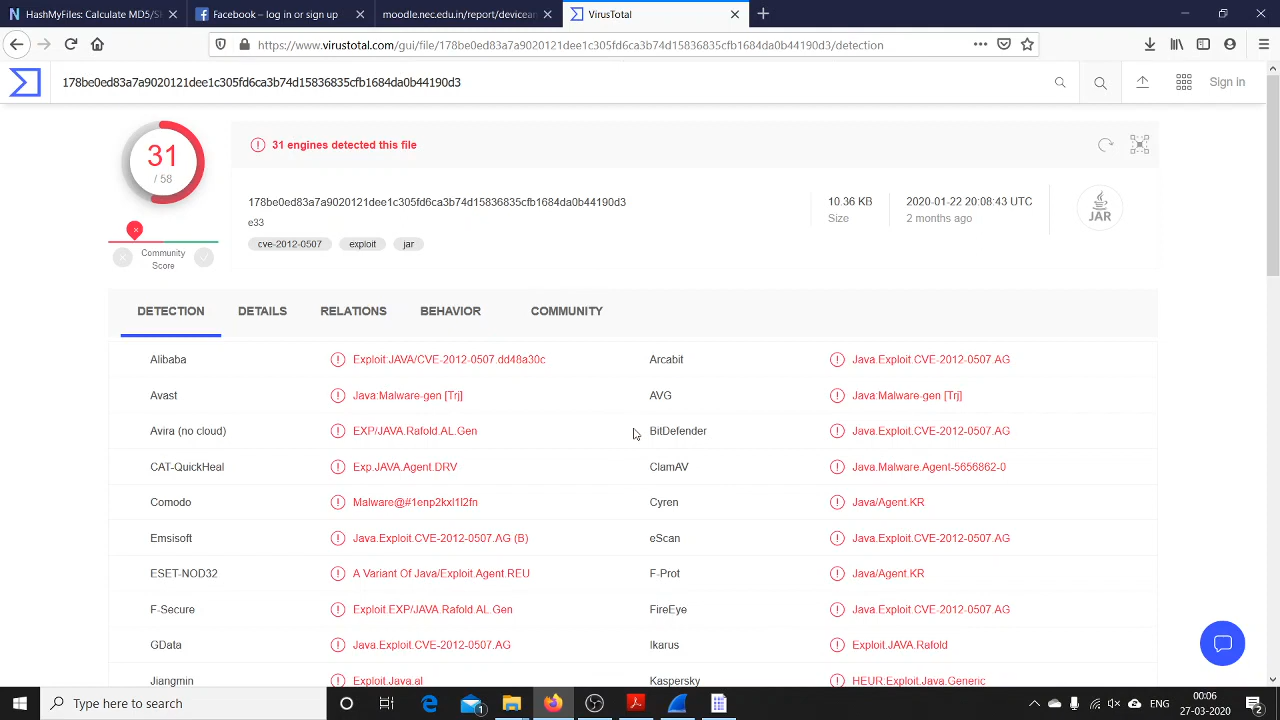 HashMyFiles: Calculate MD5/S
Facebook – log in or sign up
moodle.necedu.in/report/devicear
VirusTotal
https://www.virustotal.com/gui/file/178be0ed83a7a9020121dee1c305fd6ca3b74d15836835cfb1684da0b44190d3/detection
178be0ed83a7a9020121dee1c305fd6ca3b74d15836835cfb1684da0b44190d3
Sign in
31
/ 58
31 engines detected this file
178be0ed83a7a9020121dee1c305fd6ca3b74d15836835cfb1684da0b44190d3
e33
cve-2012-0507 exploit jar
10.36 KB
Size
2020-01-22 20:08:43 UTC
2 months ago
JAR
Community
Score
DETECTION DETAILS RELATIONS BEHAVIOR COMMUNITY
Alibaba Exploit:JAVA/CVE-2012-0507.dd48a30c Arcabit Java.Exploit.CVE-2012-0507.AG
Avast Java:Malware-gen [Trj] AVG Java:Malware-gen [Trj]
Avira (no cloud) EXP/JAVA.Rafold.AL.Gen BitDefender Java.Exploit.CVE-2012-0507.AG
CAT-QuickHeal Exp.JAVA.Agent.DRV ClamAV Java.Malware.Agent-5656862-0
Comodo Malware@#1enp2kxl1l2fn Cyren Java/Agent.KR
Emsisoft Java.Exploit.CVE-2012-0507.AG (B) eScan Java.Exploit.CVE-2012-0507.AG
ESET-NOD32 A Variant Of Java/Exploit.Agent.REU F-Prot Java/Agent.KR
F-Secure Exploit.EXP/JAVA.Rafold.AL.Gen FireEye Java.Exploit.CVE-2012-0507.AG
GData Java.Exploit.CVE-2012-0507.AG Ikarus Exploit.JAVA.Rafold
Jiangmin Exploit.Java.al Kaspersky HEUR:Exploit.Java.Generic
Type here to search
ENG
00:06
27-03-2020